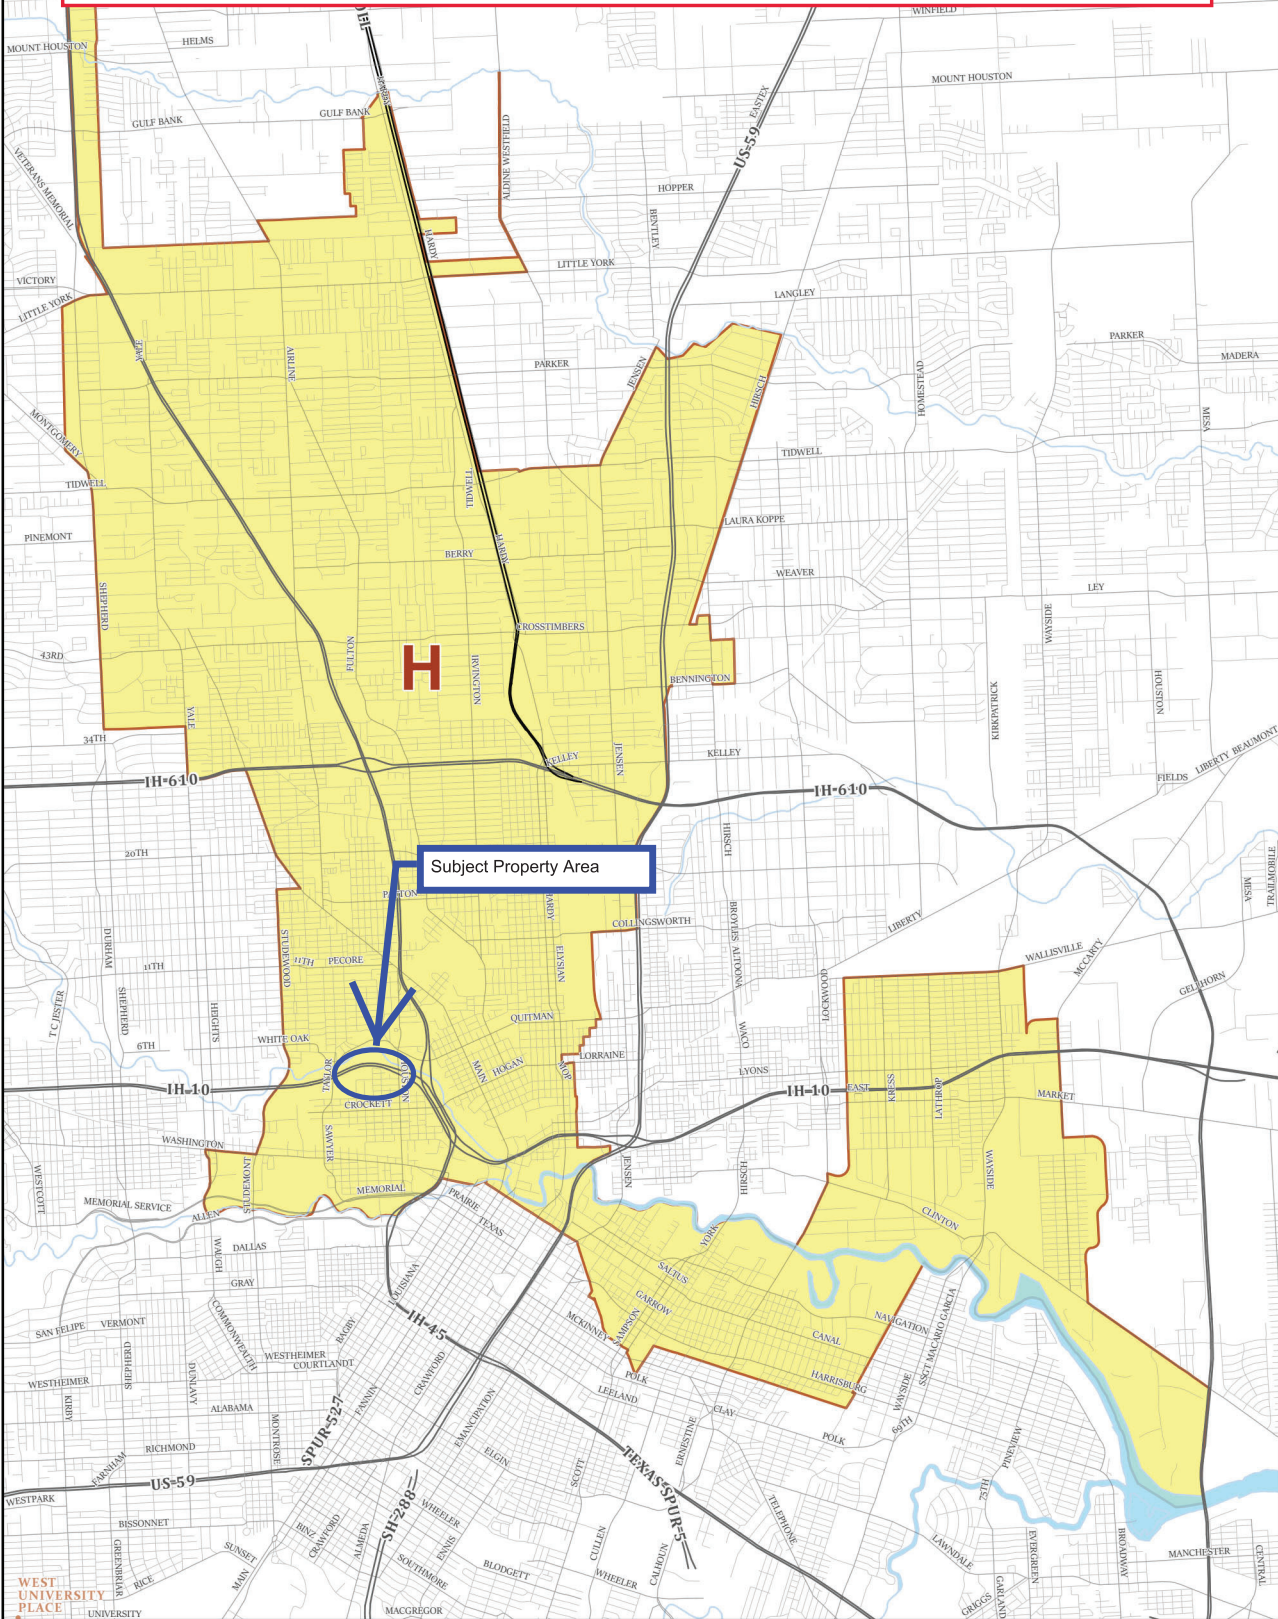 WINFIELD
HELMS
MOUNT HOUSTON
MOUNT HOUSTON
HARDY
GULF BANK
GULF BANK
EASTEX
US-59
ALDINE WESTFIELD
VETERANS MEMORIAL
HOPPER
BENTLEY
HARDY
LITTLE YORK
VICTORY
LITTLE YORK
LANGLEY
YALE
AIRLINE
PARKER
JENSEN
HIRSCH
PARKER
MADERA
HOMESTEAD
MESA
MONTGOMERY
TIDWELL
TIDWELL
TIDWELL
LAURA KOPPE
PINEMONT
BERRY
HARDY
WEAVER
LEY
SHEPHERD
WAYSIDE
CROSSTIMBERS
43RD
FULTON
H
IRVINGTON
BENNINGTON
KIRKPATRICK
HOUSTON
YALE
34TH
JENSEN
KELLEY
KELLEY
LIBERTY BEAUMONT
FIELDS
IH-610
IH-610
HIRSCH
20TH
Subject Property Area
PATTON
HARDY
MESA
TRAILMOBILE
COLLINGSWORTH
LIBERTY
BROYLES
ALTOONA
DURHAM
STUDEWOOD
11TH
PECORE
11TH
ELYSIAN
WALLISVILLE
MCCARTY
GELLHORN
LOCKWOOD
T C JESTER
SHEPHERD
HEIGHTS
QUITMAN
WHITE OAK
6TH
WACO
LORRAINE
MAIN
HOGAN
MOP
LYONS
TAYLOR
HOUSTON
IH-10
IH-10
EAST
KRESS
LATHROP
MARKET
CROCKETT
WASHINGTON
SAWYER
WESTCOTT
STUDEMONT
JENSEN
HIRSCH
WAYSIDE
MEMORIAL
MEMORIAL SERVICE
ALLEN
PRAIRIE
TEXAS
CLINTON
YORK
WAUGH
DALLAS
GRAY
SALTUS
LOUISIANA
GARROW
COMMONWEALTH
SAN FELIPE
VERMONT
BAGBY
IH-45
MCKINNEY
SAMPSON
CANAL
NAVIGATION
SSGT MACARIO GARCIA
SHEPHERD
WESTHEIMER
COURTLANDT
WESTHEIMER
DUNLAVY
CRAWFORD
POLK
HARRISBURG
LEELAND
KIRBY
ALABAMA
FANNIN
EMANCIPATION
CLAY
WAYSIDE
69TH
MONTROSE
SPUR-527
RICHMOND
ELGIN
ERNESTINE
POLK
PINEVIEW
FARNHAM
US-59
SCOTT
TEXAS SPUR-5
75TH
WESTPARK
SH-288
WHEELER
TELEPHONE
BISSONNET
BINZ
CRAWFORD
ALMEDA
ENNIS
CULLEN
LAWNDALE
EVERGREEN
BROADWAY
SUNSET
MAIN
GREENBRIAR
RICE
SOUTHMORE
BLODGETT
WHEELER
CALHOUN
MANCHESTER
CENTRAL
WEST
UNIVERSITY
PLACE
UNIVERSITY
MACGREGOR
GRIGGS
GARLAND